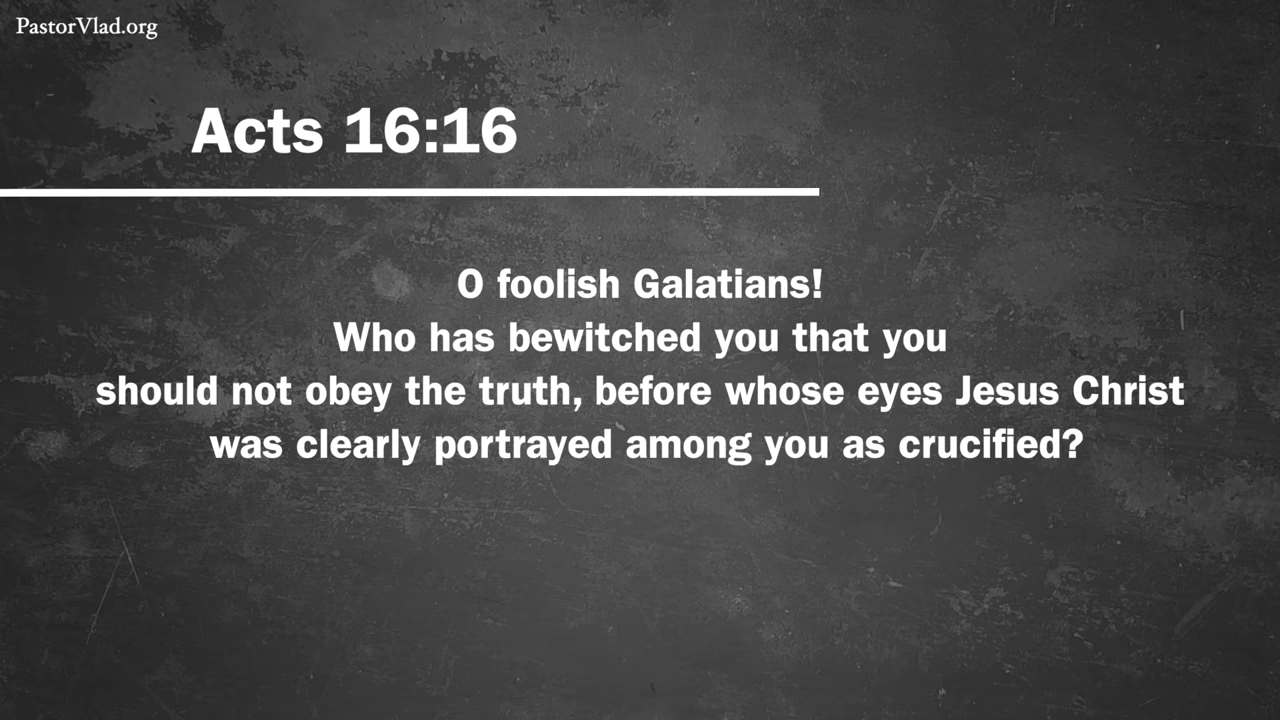 PastorVlad.org
Acts 16:16
O foolish Galatians!
Who has bewitched you that you
should not obey the truth, before whose eyes Jesus Christ
was clearly portrayed among you as crucified?